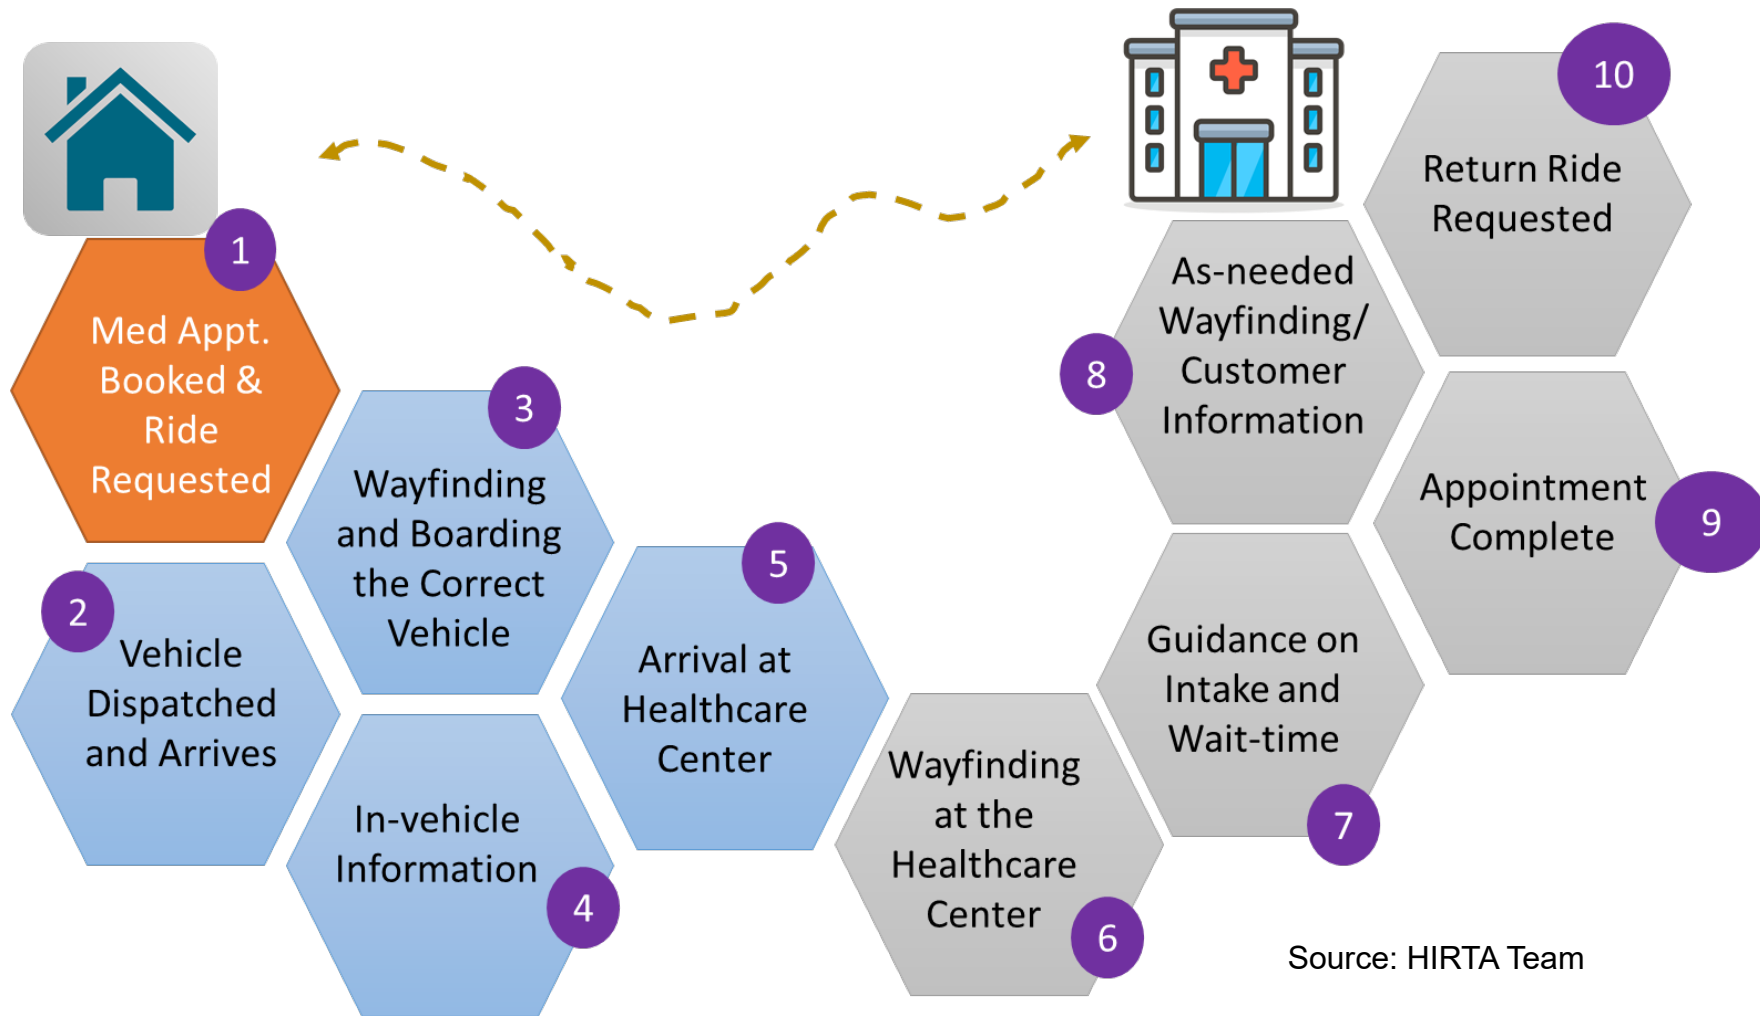 1
Med Appt.
Booked &
Ride
Requested
2
Vehicle
Dispatched
and Arrives
3
Wayfinding
and Boarding
the Correct
Vehicle
In-vehicle
Information
4
5
Arrival at
Healthcare
Center
Wayfinding
at the
Healthcare
Center
6
Guidance on
Intake and
Wait-time
7
As-needed
Wayfinding/
Customer
Information
8
Appointment
Complete
9
10
Return Ride
Requested
Source: HIRTA Team